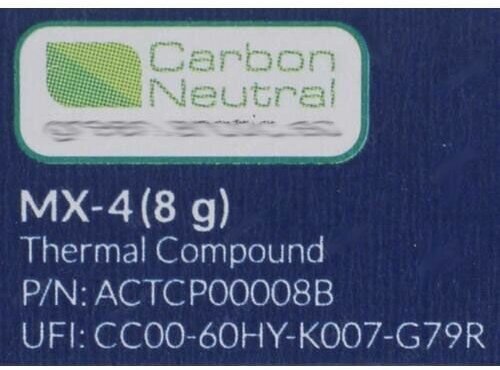 Carbon
Neutral
MX-4 (8 g)
Thermal Compound
P/N: ACTCP00008B
UFI: CC00-60HY-K007-G79R